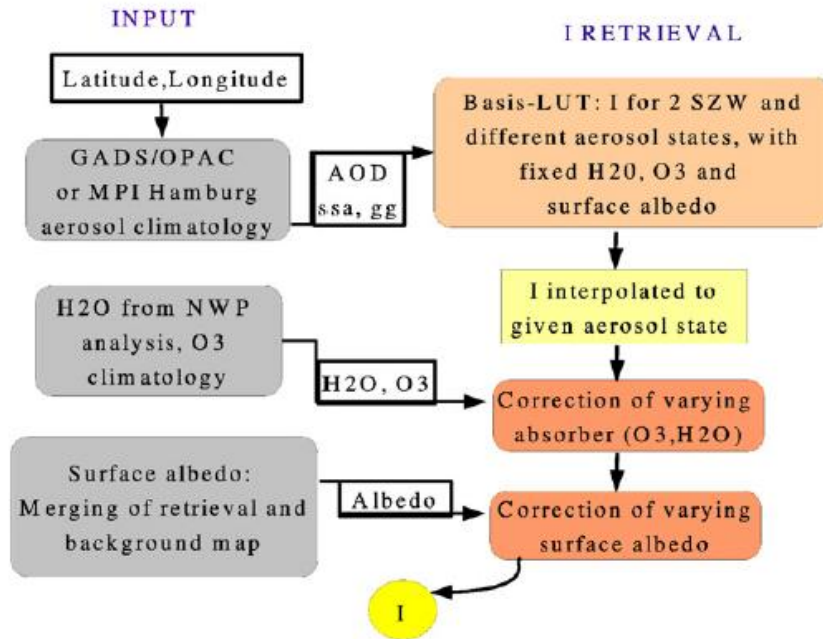 INPUT
I RETRIEVAL
Latitude,Longitude
GADS/OPAC
or MPI Hamburg
aerosol climatology
AOD
ssa, gg
Basis-LUT: I for 2 SZW and
different aerosol states, with
fixed H20, O3 and
surface albedo
I interpolated to
given aerosol state
H2O from NWP
analysis, O3
climatology
H2O, O3
Correction of varying
absorber (O3,H2O)
Surface albedo:
Merging of retrieval and
background map
Albedo
Correction of varying
surface albedo
I